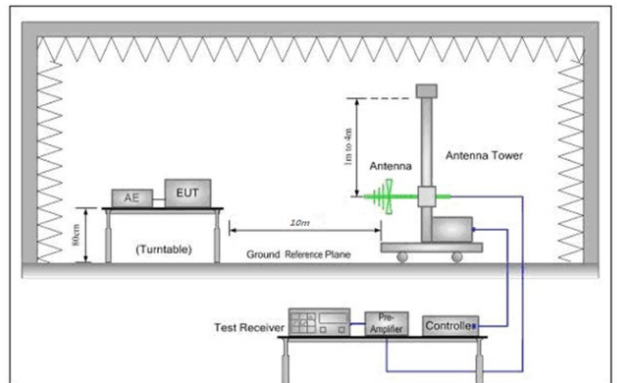 1m to 4m
Antenna
Antenna Tower
AE
EUT
80cm
(Turntable)
10m
Ground Reference Plane
Test Receiver
Pre-
Amplifier
Controller